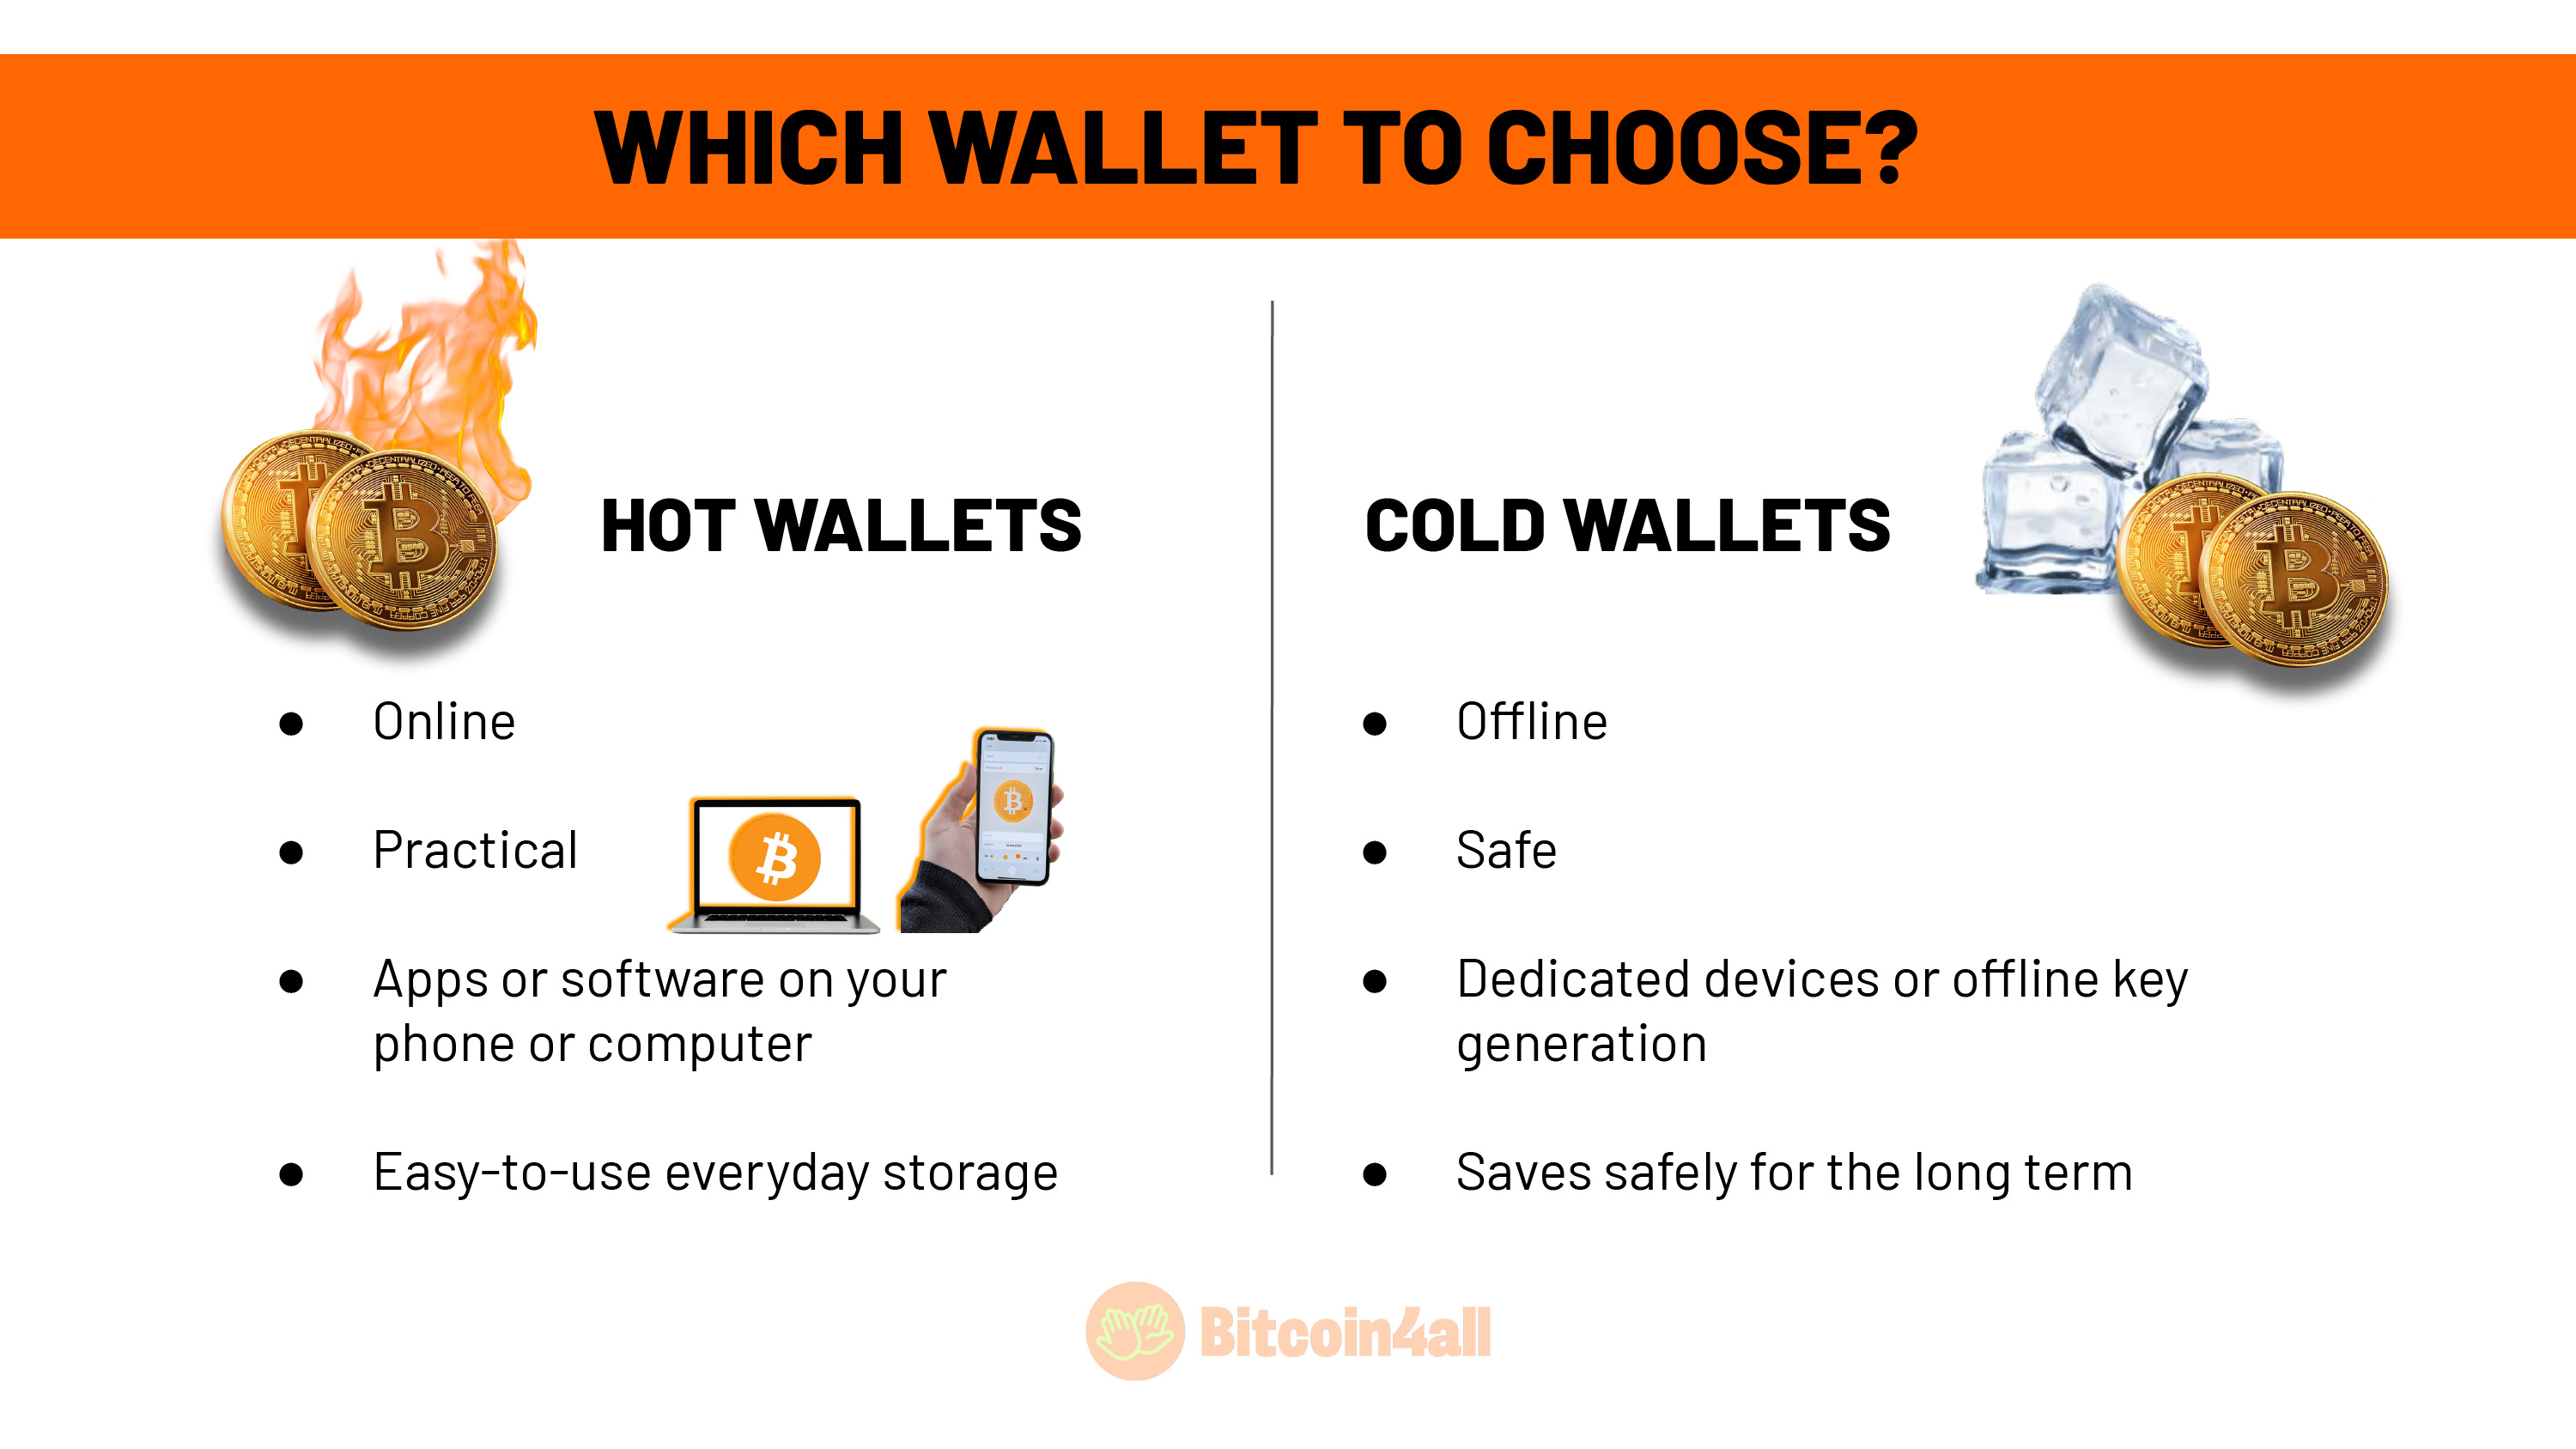 WHICH WALLET TO CHOOSE?
HOT WALLETS
Online
Practical
Apps or software on your
phone or computer
Easy-to-use everyday storage
COLD WALLETS
Offline
Safe
Dedicated devices or offline key
generation
Saves safely for the long term
Bitcoin4all